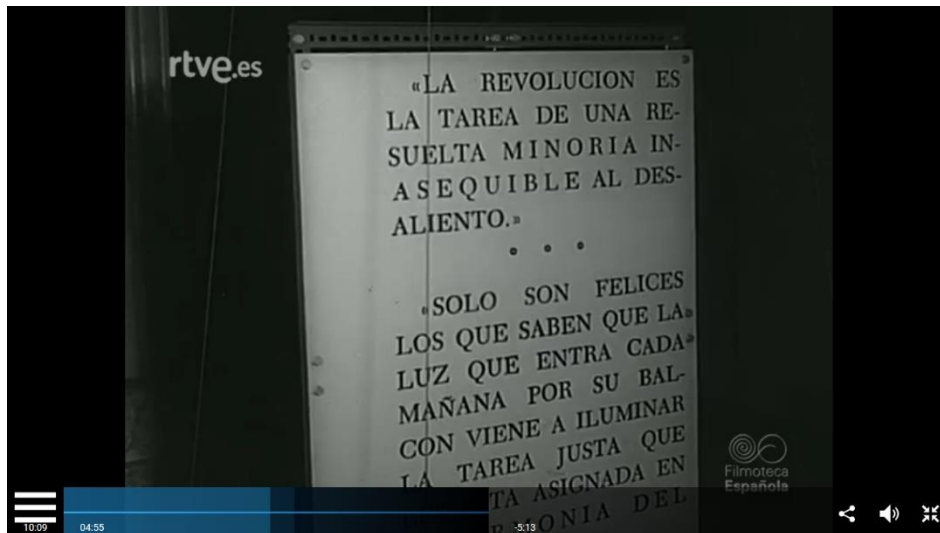 rtve.es
«LA REVOLUCION ES
LA TAREA DE UNA RE-
SUELTA MINORIA IN-
ASEQUIBLE AL DES-
ALIENTO.»
«SOLO SON FELICES
LOS QUE SABEN QUE LA
LUZ QUE ENTRA CADA
MAÑANA POR SU BAL-
CON VIENE A ILUMINAR
LA TAREA JUSTA QUE
TA ASIGNADA EN
MONIA DEL
Filmoteca
Española
10:09
04:55
-5:13